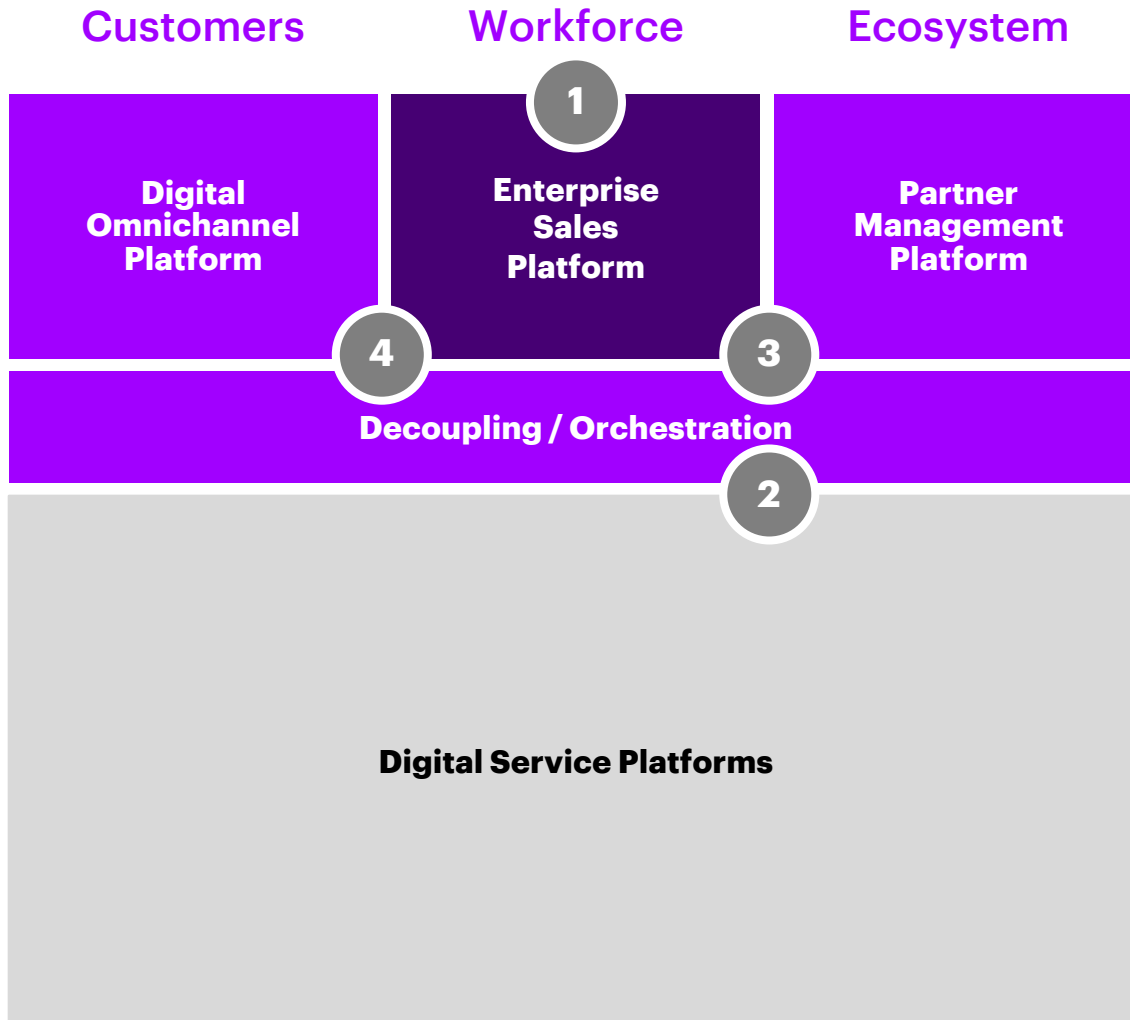 Customers
Workforce
Ecosystem
1
Digital
Omnichannel
Platform
Enterprise
Sales
Platform
Partner
Management
Platform
4
3
Decoupling / Orchestration
2
Digital Service Platforms